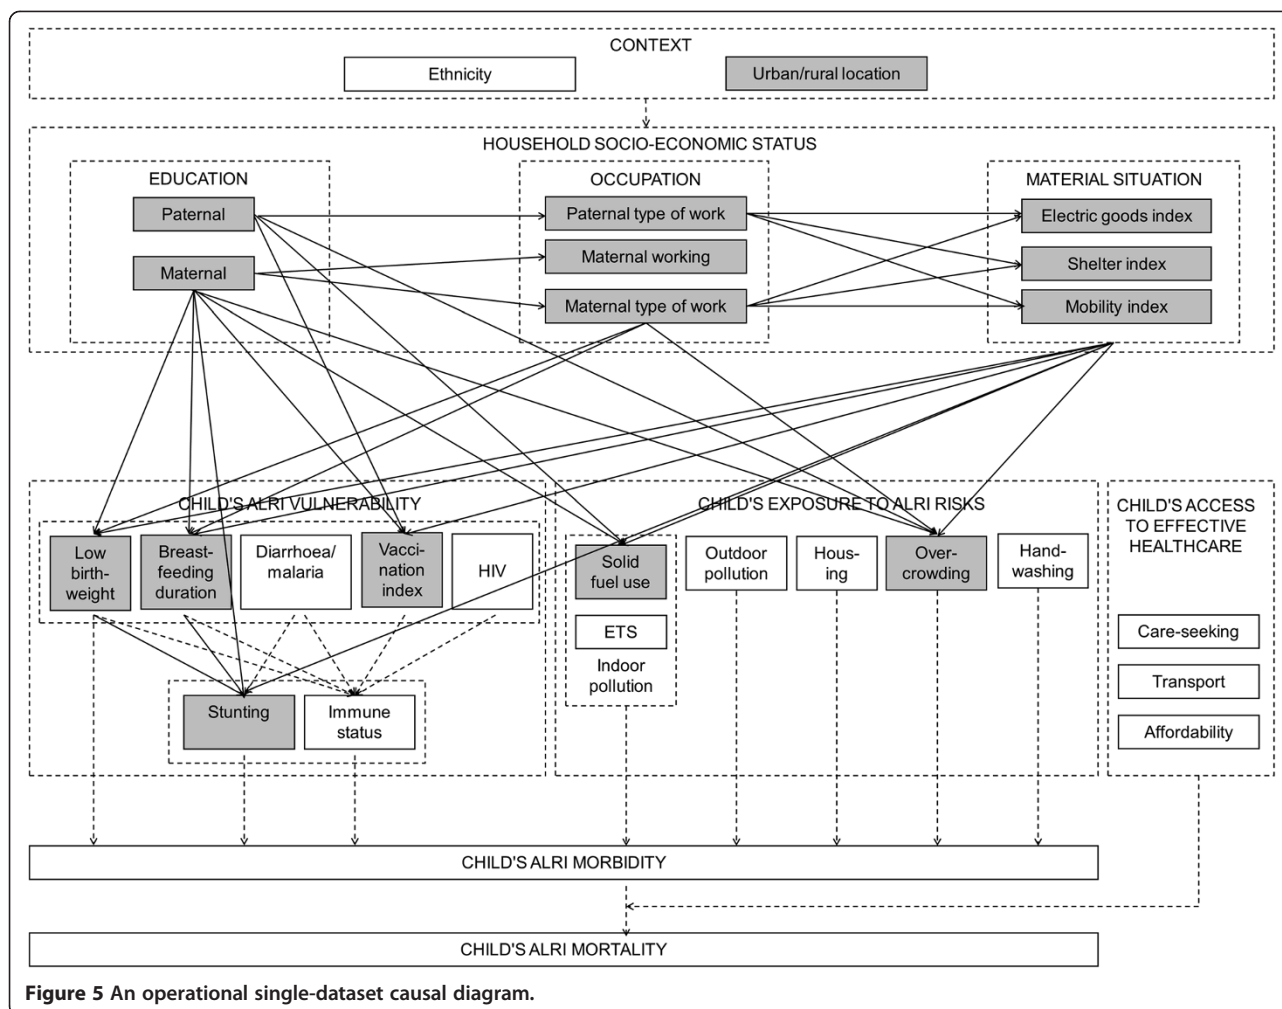 CONTEXT
Ethnicity
Urban/rural location
HOUSEHOLD SOCIO-ECONOMIC STATUS
EDUCATION
OCCUPATION
MATERIAL SITUATION
Paternal
Paternal type of work
Electric goods index
Maternal
Maternal working
Shelter index
Maternal type of work
Mobility index
CHILD'S ALRI VULNERABILITY
CHILD'S EXPOSURE TO ALRI RISKS
CHILD'S ACCESS
TO EFFECTIVE
HEALTHCARE
Low
birth-
weight
Breast-
feeding
duration
Diarrhoea/
malaria
Vacci-
nation
index
HIV
Solid
fuel use
Outdoor
pollution
Hous-
ing
Over-
crowding
Hand-
washing
ETS
Indoor
pollution
Care-seeking
Transport
Affordability
Stunting
Immune
status
CHILD'S ALRI MORBIDITY
CHILD'S ALRI MORTALITY
Figure 5 An operational single-dataset causal diagram.